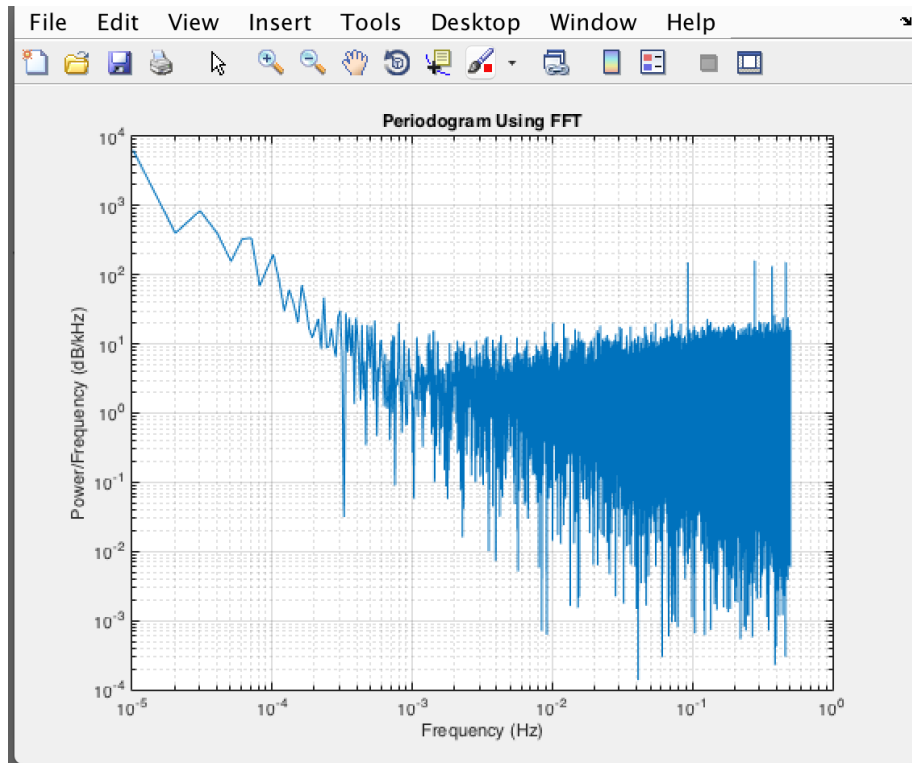 File Edit View Insert Tools Desktop Window Help
Periodogram Using FFT
10^4
10^3
10^2
10^1
10^0
10^-1
10^-2
10^-3
10^-4
Power/Frequency (dB/kHz)
10^-5 10^-4 10^-3 10^-2 10^-1 10^0
Frequency (Hz)